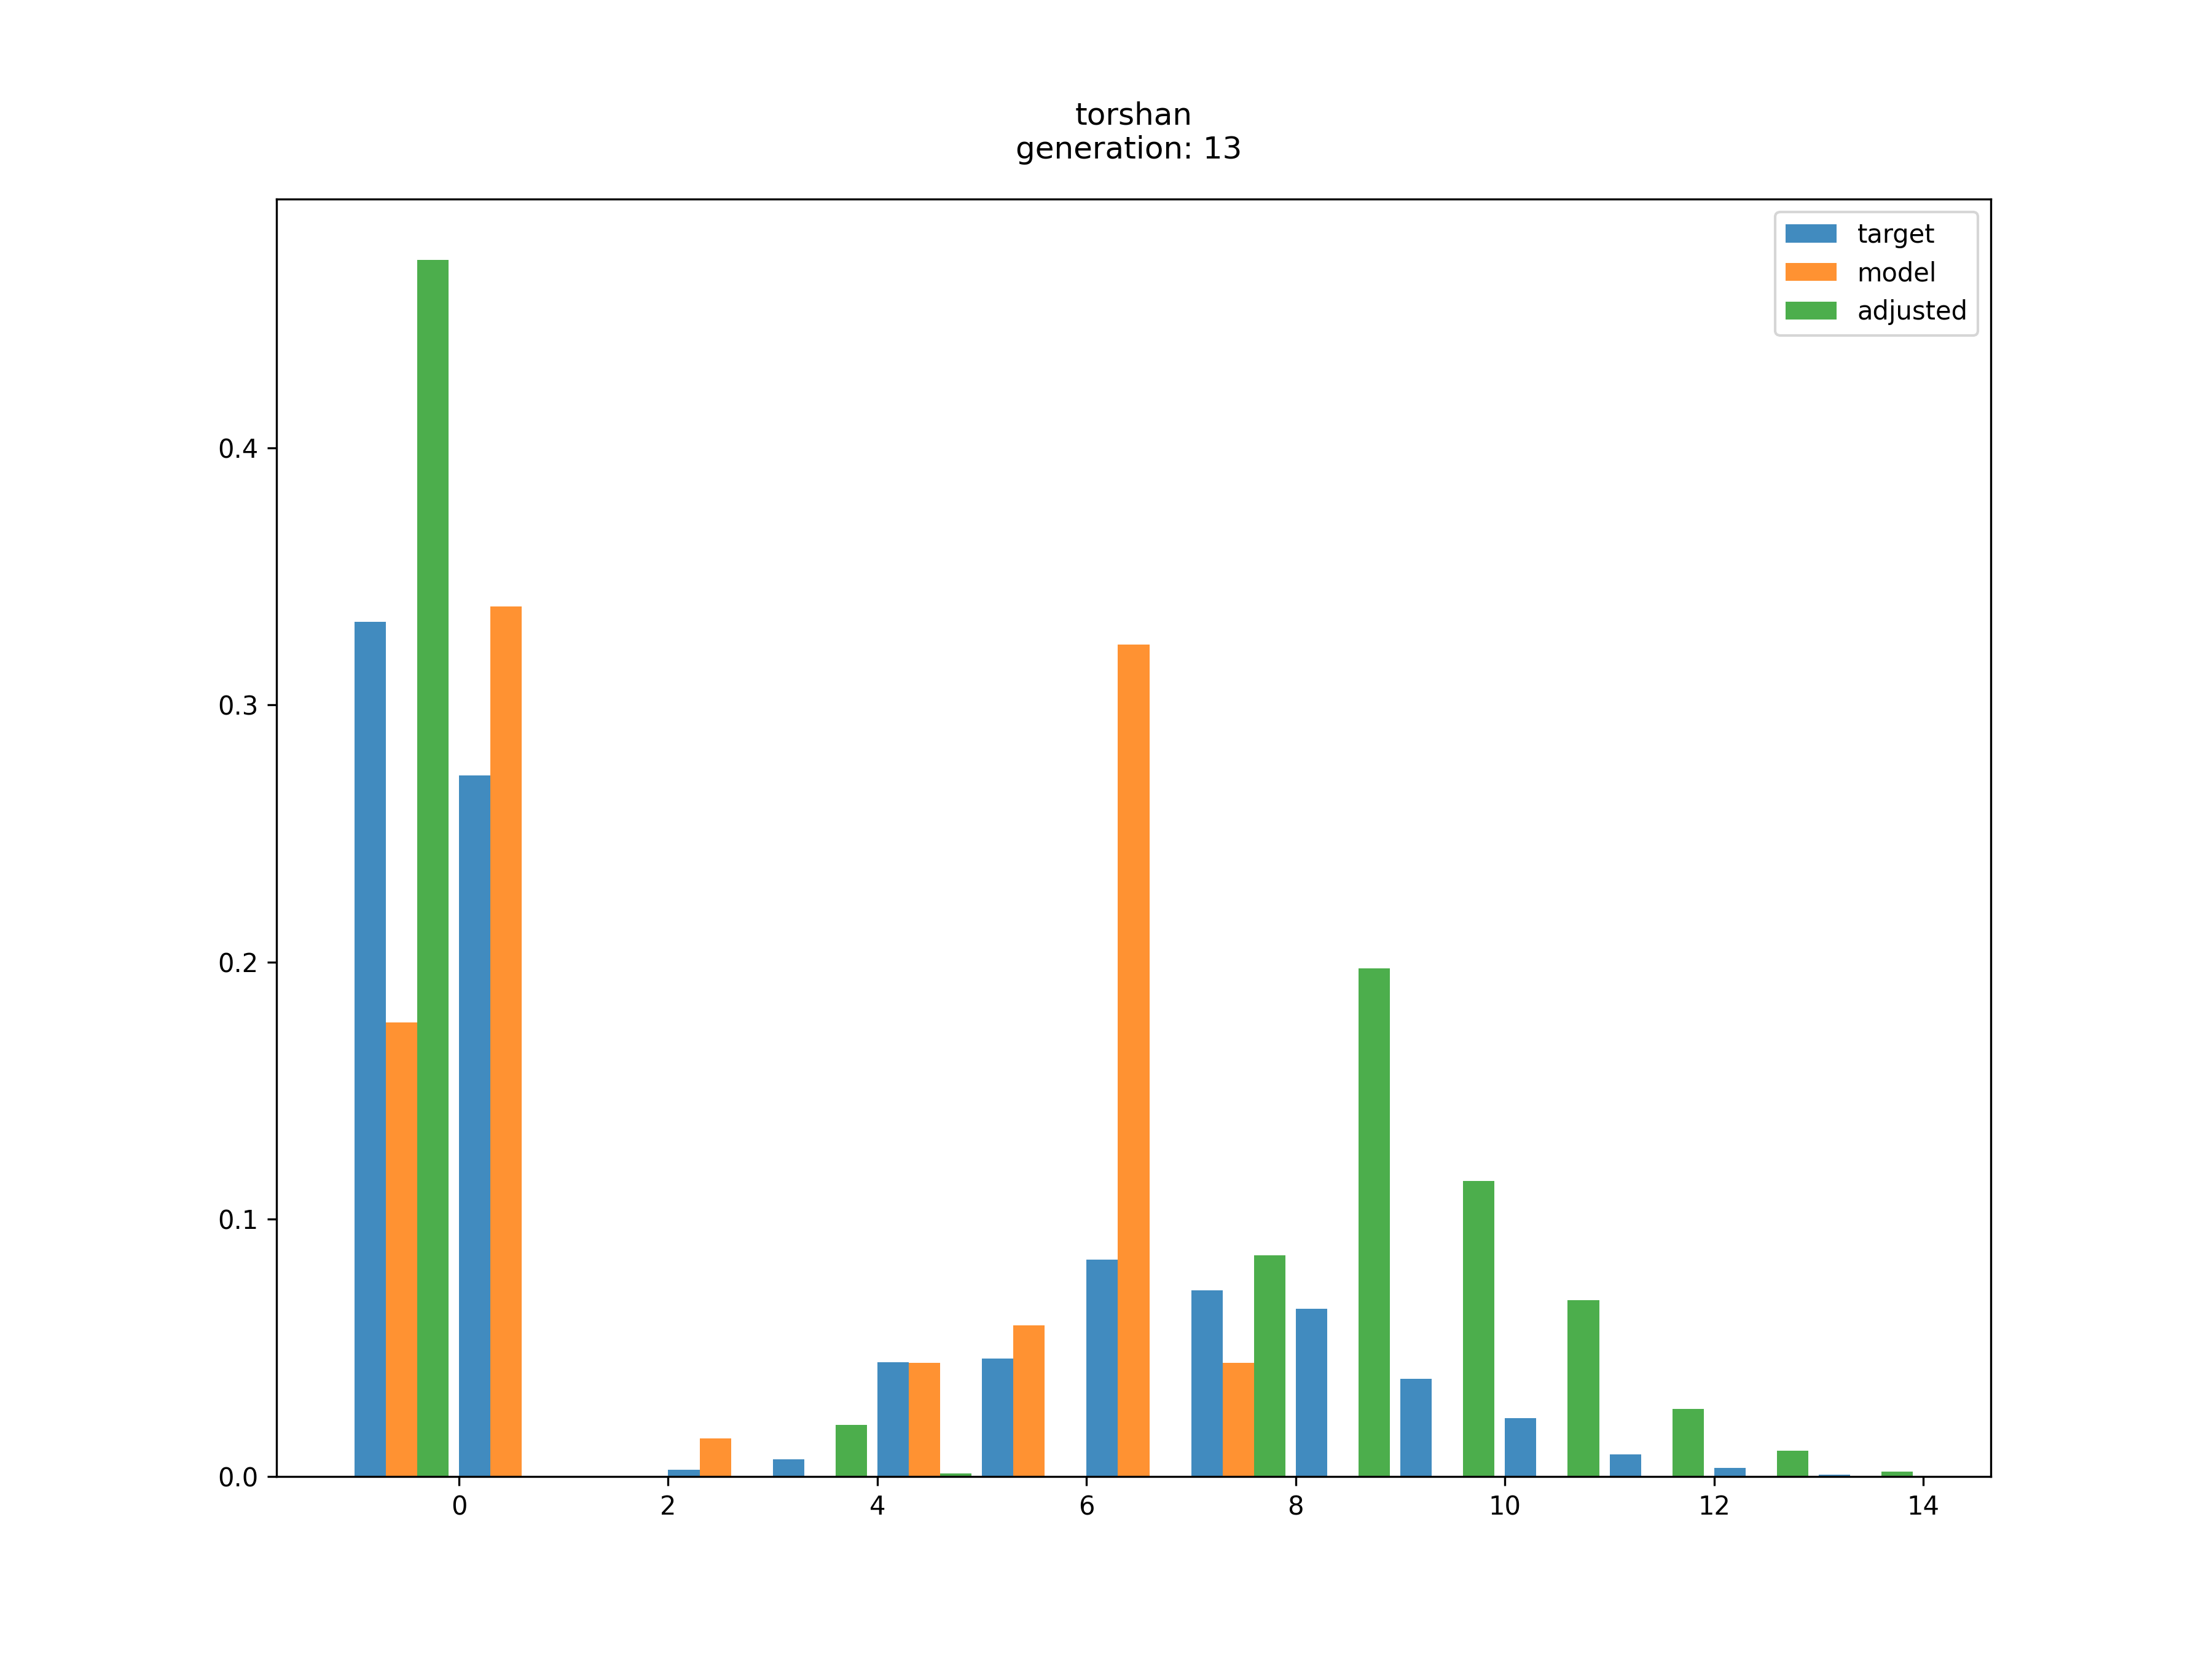 torshan
generation: 13
target
model
adjusted
0.4
0.3
0.2
0.1
0.0
0 2 4 6 8 10 12 14